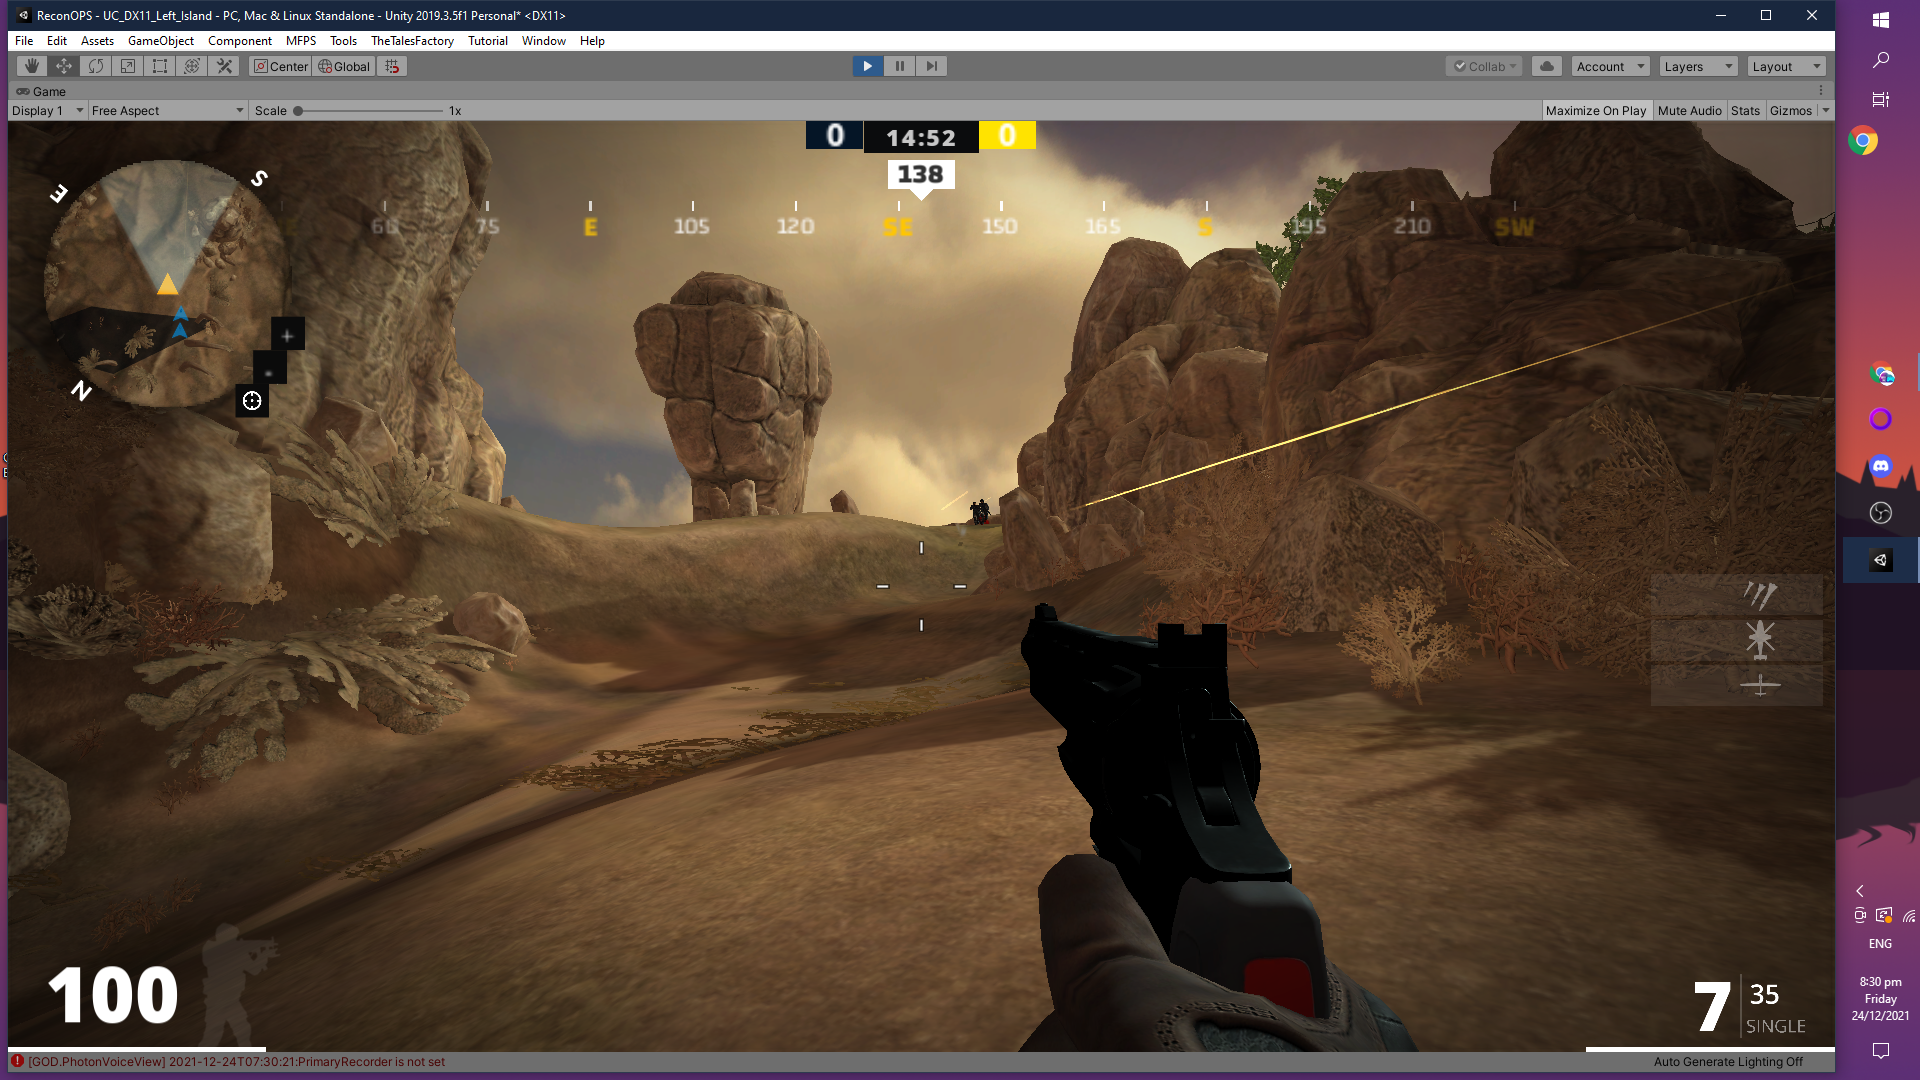 ReconOPS - UC_DX11_Left_Island - PC, Mac & Linux Standalone - Unity 2019.3.5f1 Personal* <DX11>
File Edit Assets GameObject Component MFPS Tools TheTalesFactory Tutorial Window Help
Center Global Collab Account Layers Layout
Game
Display 1 Free Aspect Scale 1x Maximize On Play Mute Audio Stats Gizmos
0 14:52 0
138
60 75 E 105 120 SE 150 165 S 195 210 SW
E S
N
100
7 35
SINGLE
[GOD.PhotonVoiceView] 2021-12-24T07:30:21:PrimaryRecorder is not set
Auto Generate Lighting Off
ENG
8:30 pm
Friday
24/12/2021